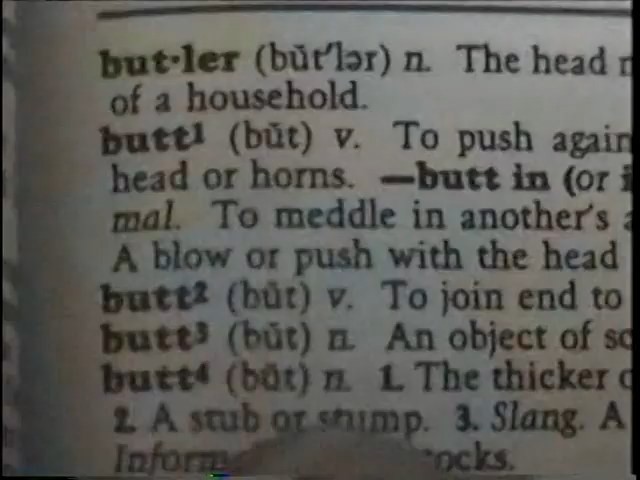 but·ler (bŭt'lər) n. The head
of a household.
butt¹ (bŭt) v. To push again
head or horns. —butt in (or
mal. To meddle in another's
A blow or push with the head
butt² (bŭt) v. To join end to
butt³ (bŭt) n. An object of sc
butt⁴ (bŭt) n. 1. The thicker
2. A stub or stump. 3. Slang. A
Inform ocks.